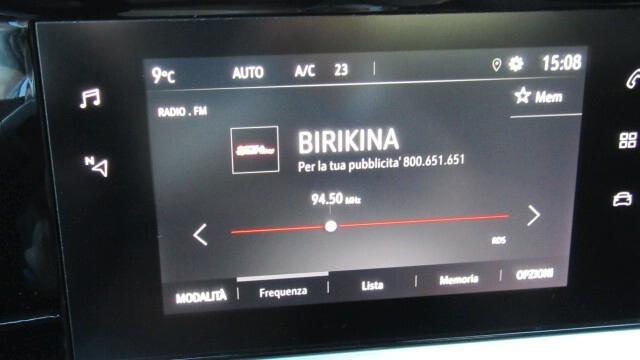 9°C AUTO A/C 23 15:08
RADIO . FM
Mem
BIRIKINA
Per la tua pubblicita' 800.651.651
94.50 MHz
RDS
MODALITÀ Frequenza Lista Memoria OPZIONI
N